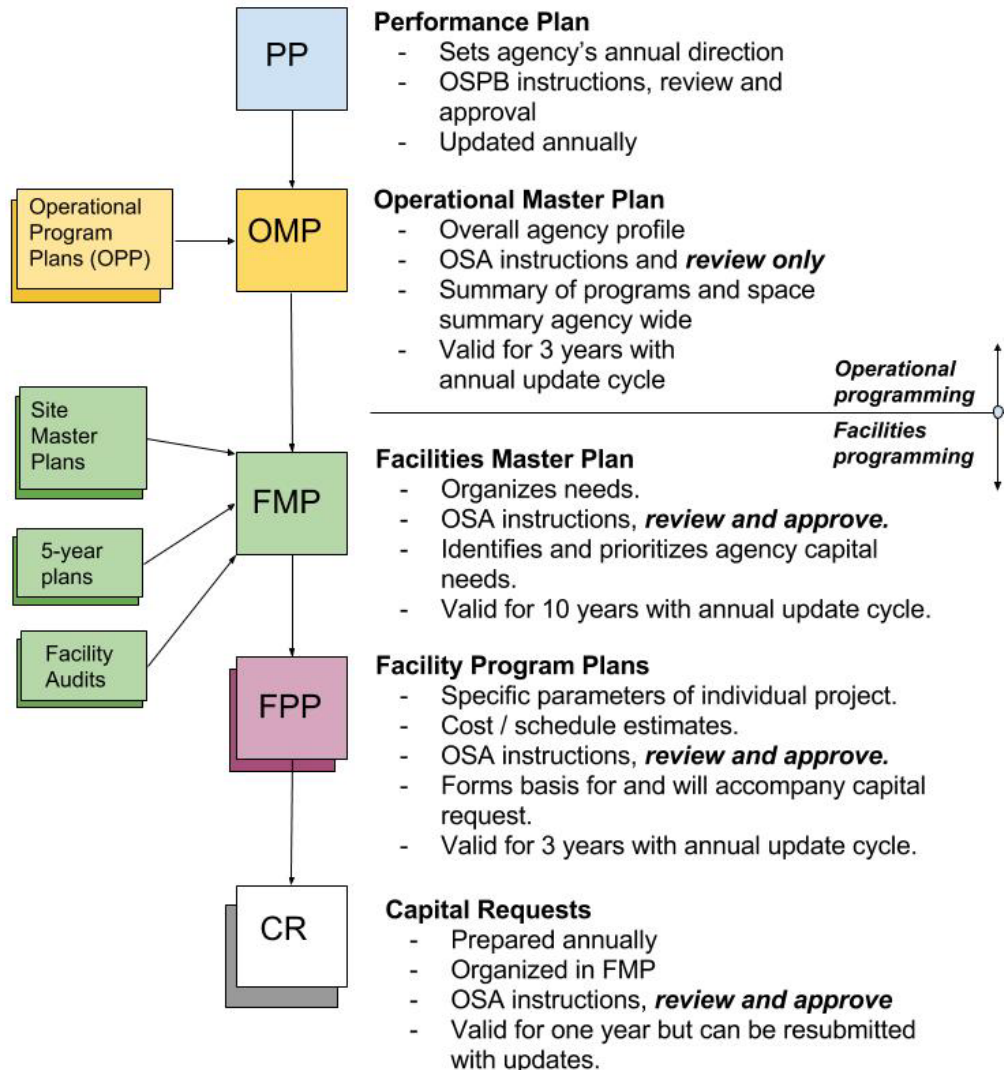 PP
Performance Plan
- Sets agency's annual direction
- OSPB instructions, review and
approval
- Updated annually
Operational
Program
Plans (OPP)
OMP
Operational Master Plan
- Overall agency profile
- OSA instructions and review only
- Summary of programs and space
summary agency wide
- Valid for 3 years with
annual update cycle
Operational
programming
Facilities
programming
Site
Master
Plans
5-year
plans
Facility
Audits
FMP
Facilities Master Plan
- Organizes needs.
- OSA instructions, review and approve.
- Identifies and prioritizes agency capital
needs.
- Valid for 10 years with annual update cycle.
FPP
Facility Program Plans
- Specific parameters of individual project.
- Cost / schedule estimates.
- OSA instructions, review and approve.
- Forms basis for and will accompany capital
request.
- Valid for 3 years with annual update cycle.
CR
Capital Requests
- Prepared annually
- Organized in FMP
- OSA instructions, review and approve
- Valid for one year but can be resubmitted
with updates.